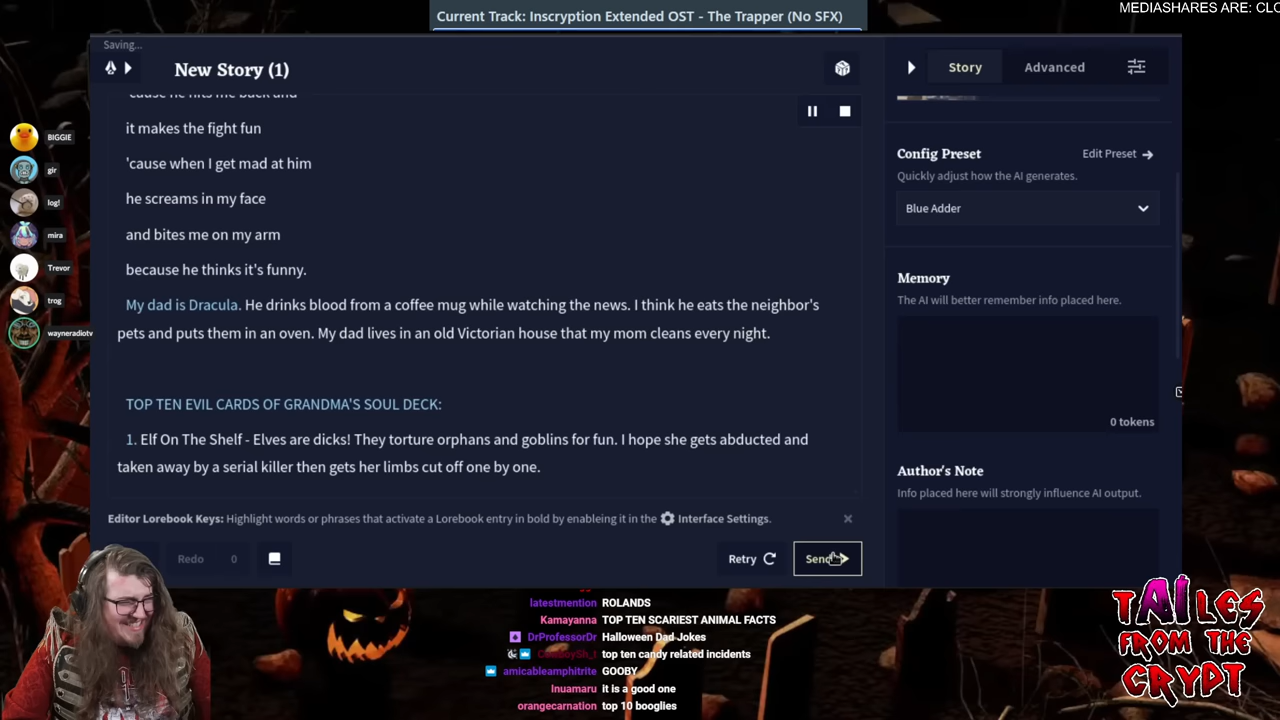 Current Track: Inscryption Extended OST - The Trapper (No SFX)
MEDIASHARES ARE: CLO
Saving...
New Story (1)
Story
Advanced
'cause he hits me back and
it makes the fight fun
'cause when I get mad at him
he screams in my face
and bites me on my arm
because he thinks it's funny.
My dad is Dracula. He drinks blood from a coffee mug while watching the news. I think he eats the neighbor's
pets and puts them in an oven. My dad lives in an old Victorian house that my mom cleans every night.
TOP TEN EVIL CARDS OF GRANDMA'S SOUL DECK:
1. Elf On The Shelf - Elves are dicks! They torture orphans and goblins for fun. I hope she gets abducted and
taken away by a serial killer then gets her limbs cut off one by one.
Editor Lorebook Keys: Highlight words or phrases that activate a Lorebook entry in bold by enableing it in the Interface Settings.
Redo 0
Retry
Send
Config Preset
Edit Preset
Quickly adjust how the AI generates.
Blue Adder
Memory
The AI will better remember info placed here.
0 tokens
Author's Note
Info placed here will strongly influence AI output.
BIGGIE
gir
log!
mira
Trevor
trog
wayneradiotv
latestmention ROLANDS
Kamayanna TOP TEN SCARIEST ANIMAL FACTS
DrProfessorDr Halloween Dad Jokes
top ten candy related incidents
amicableamphitrite GOOBY
Inuamaru it is a good one
orangecarnation top 10 booglies
TAILES
FROM THE
CRYPT